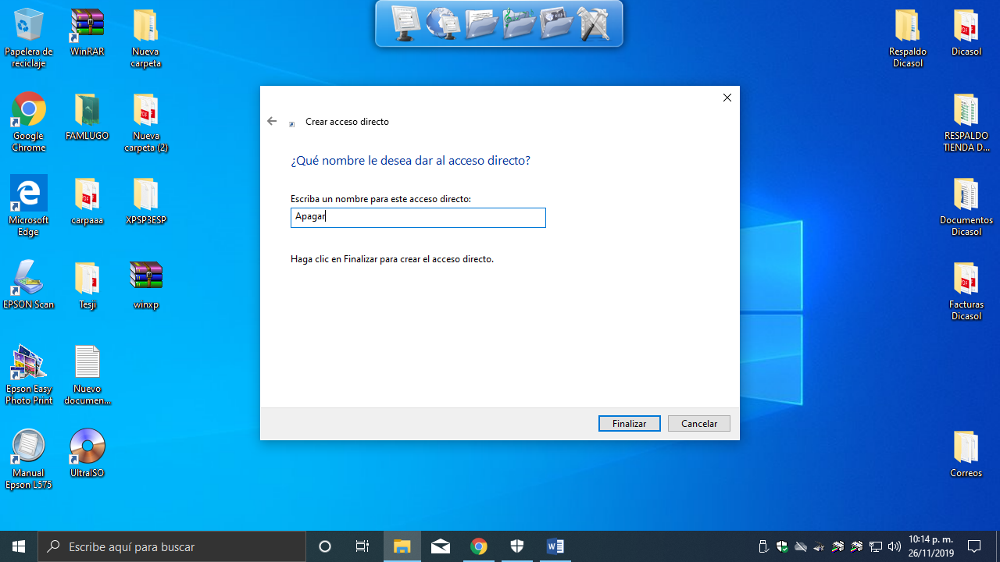 Papelera de
reciclaje
WinRAR
Nueva
carpeta
Google
Chrome
FAMLUGO
Nueva
carpeta (2)
Microsoft
Edge
carpaaa
XPSP3ESP
EPSON Scan
Tesji
winxp
Epson Easy
Photo Print
Nuevo
documen...
Manual
Epson L575
UltraISO
Crear acceso directo
¿Qué nombre le desea dar al acceso directo?
Escriba un nombre para este acceso directo:
Apagar
Haga clic en Finalizar para crear el acceso directo.
Finalizar
Cancelar
Respaldo
Dicasol
Dicasol
RESPALDO
TIENDA D...
Documentos
Dicasol
Facturas
Dicasol
Correos
Escribe aquí para buscar
10:14 p. m.
26/11/2019